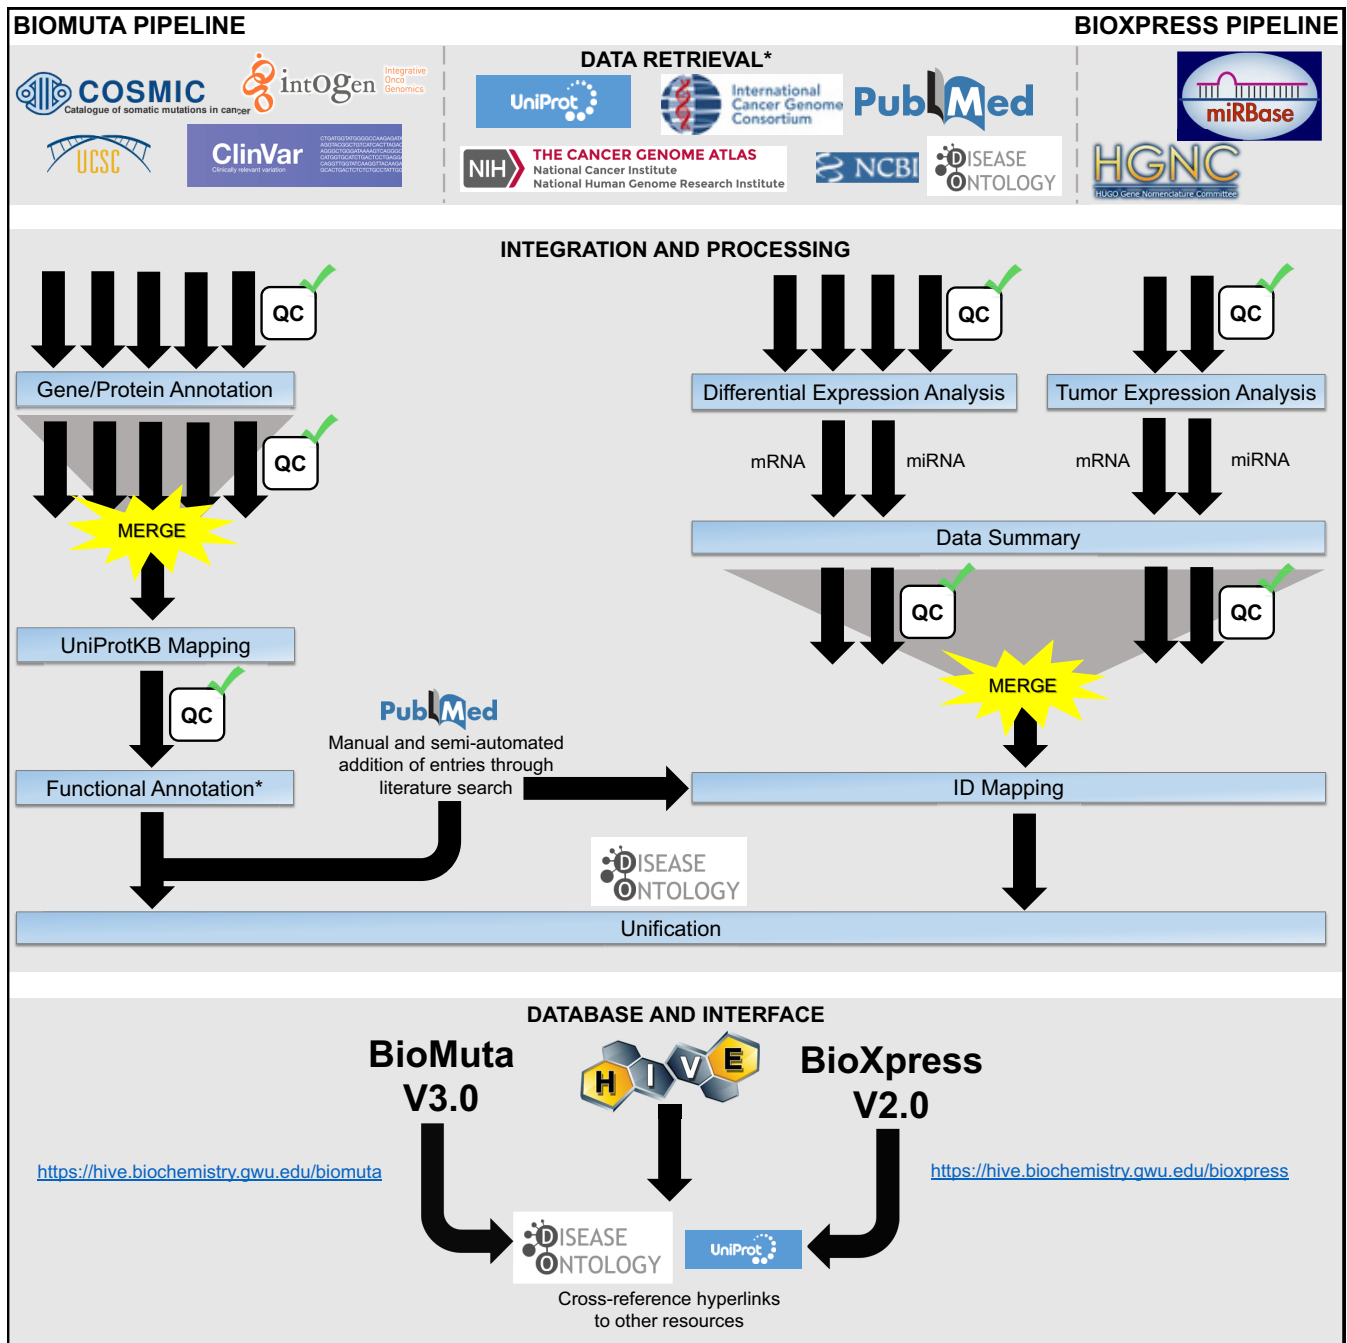 BIOMUTA PIPELINE
BIOXPRESS PIPELINE
DATA RETRIEVAL*
COSMIC
Catalogue of somatic mutations in cancer
intOgen
Integrative
Onco
Genomics
UCSC
ClinVar
Clinically relevant variation
UniProt
International
Cancer Genome
Consortium
PubMed
NIH
THE CANCER GENOME ATLAS
National Cancer Institute
National Human Genome Research Institute
NCBI
DISEASE
ONTOLOGY
miRBase
HGNC
HUGO Gene Nomenclature Committee
INTEGRATION AND PROCESSING
QC
QC
QC
Gene/Protein Annotation
Differential Expression Analysis
Tumor Expression Analysis
QC
mRNA
miRNA
mRNA
miRNA
MERGE
Data Summary
QC
QC
UniProtKB Mapping
MERGE
QC
PubMed
Manual and semi-automated
addition of entries through
literature search
Functional Annotation*
ID Mapping
DISEASE
ONTOLOGY
Unification
DATABASE AND INTERFACE
BioMuta
V3.0
HIVE
BioXpress
V2.0
https://hive.biochemistry.gwu.edu/biomuta
https://hive.biochemistry.gwu.edu/bioxpress
DISEASE
ONTOLOGY
UniProt
Cross-reference hyperlinks
to other resources